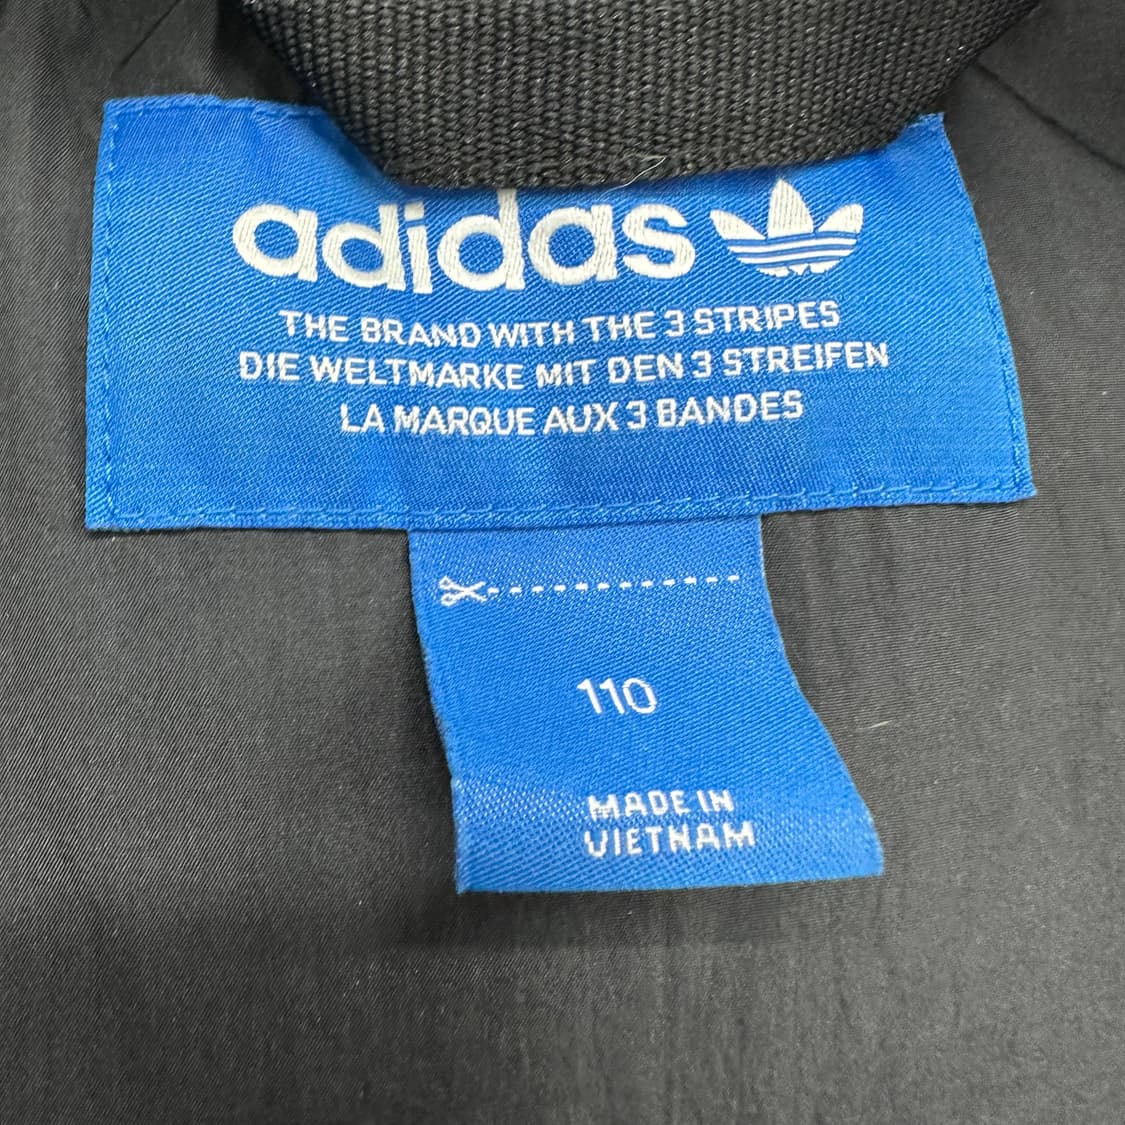 adidas
THE BRAND WITH THE 3 STRIPES
DIE WELTMARKE MIT DEN 3 STREIFEN
LA MARQUE AUX 3 BANDES
110
MADE IN
VIETNAM